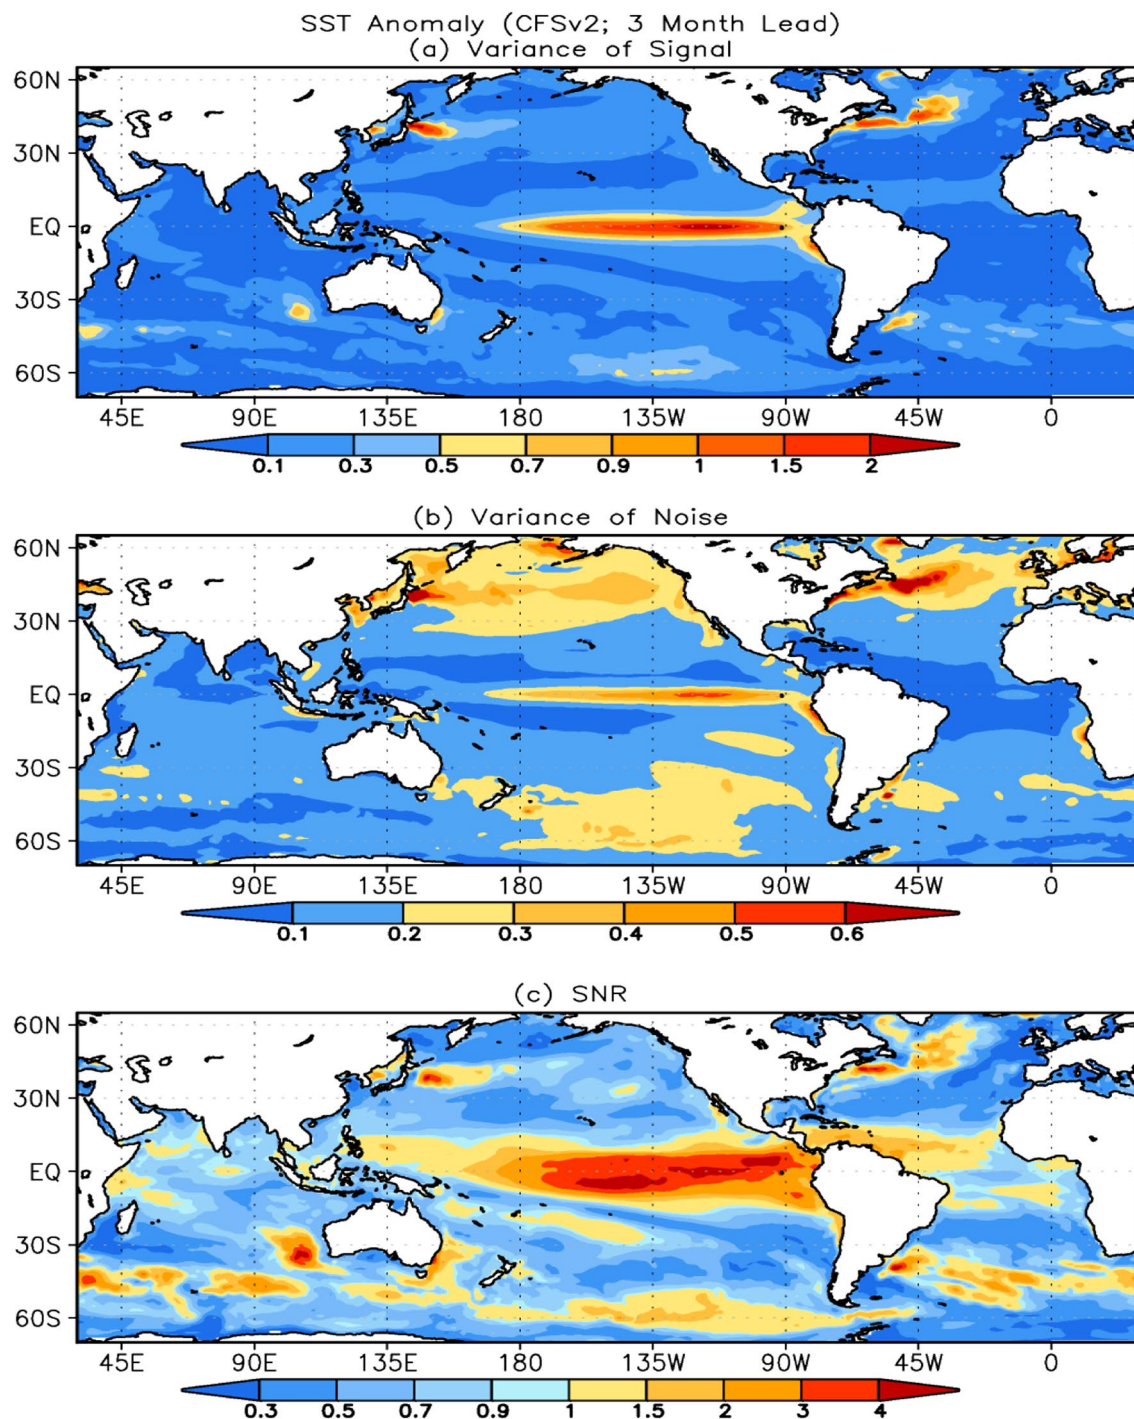 SST Anomaly (CFSv2; 3 Month Lead)
(a) Variance of Signal
60N
30N
EQ
30S
60S
45E 90E 135E 180 135W 90W 45W 0
0.1 0.3 0.5 0.7 0.9 1 1.5 2
(b) Variance of Noise
60N
30N
EQ
30S
60S
45E 90E 135E 180 135W 90W 45W 0
0.1 0.2 0.3 0.4 0.5 0.6
(c) SNR
60N
30N
EQ
30S
60S
45E 90E 135E 180 135W 90W 45W 0
0.3 0.5 0.7 0.9 1 1.5 2 3 4